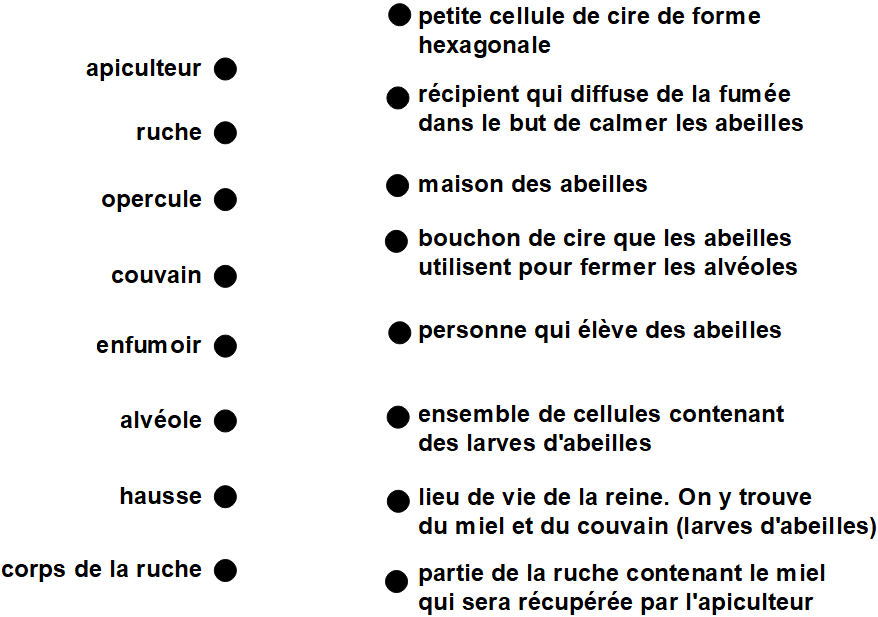 apiculteur
ruche
opercule
couvain
enfumoir
alvéole
hausse
corps de la ruche
petite cellule de cire de forme
hexagonale
récipient qui diffuse de la fumée
dans le but de calmer les abeilles
maison des abeilles
bouchon de cire que les abeilles
utilisent pour fermer les alvéoles
personne qui élève des abeilles
ensemble de cellules contenant
des larves d'abeilles
lieu de vie de la reine. On y trouve
du miel et du couvain (larves d'abeilles)
partie de la ruche contenant le miel
qui sera récupérée par l'apiculteur